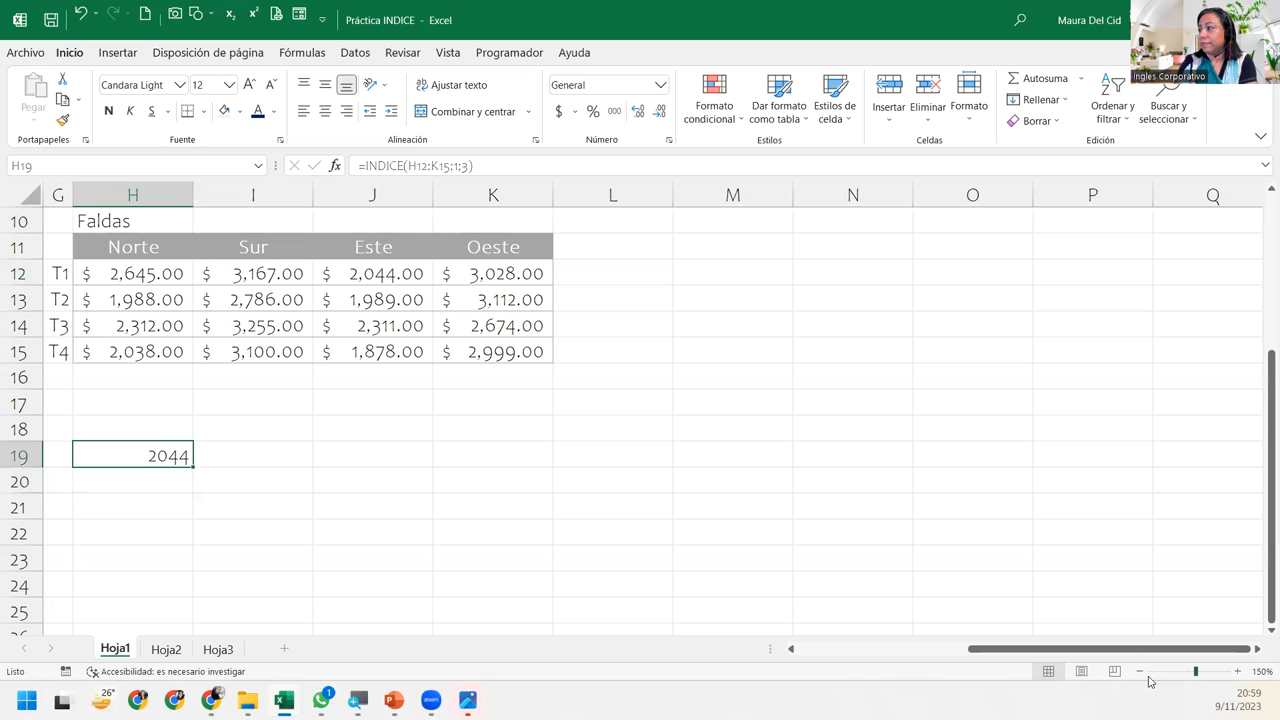 Práctica INDICE - Excel
Maura Del Cid
Archivo Inicio Insertar Disposición de página Fórmulas Datos Revisar Vista Programador Ayuda
Ingles Corporativo
Pegar
Candara Light 12
N K S
Ajustar texto
Combinar y centrar
General
$ % 000
Formato condicional
Dar formato como tabla
Estilos de celda
Insertar
Eliminar
Formato
Autosuma
Rellenar
Borrar
Ordenar y filtrar
Buscar y seleccionar
Portapapeles Fuente Alineación Número Estilos Celdas Edición
H19 fx =INDICE(H12:K15;1;3)
G H I J K L M N O P Q
10 Faldas
11 Norte Sur Este Oeste
12 T1 $ 2,645.00 $ 3,167.00 $ 2,044.00 $ 3,028.00
13 T2 $ 1,988.00 $ 2,786.00 $ 1,989.00 $ 3,112.00
14 T3 $ 2,312.00 $ 3,255.00 $ 2,311.00 $ 2,674.00
15 T4 $ 2,038.00 $ 3,100.00 $ 1,878.00 $ 2,999.00
16
17
18
19 2044
20
21
22
23
24
25
Hoja1 Hoja2 Hoja3
Listo Accesibilidad: es necesario investigar 150%
26° 1 zoom 20:59
9/11/2023